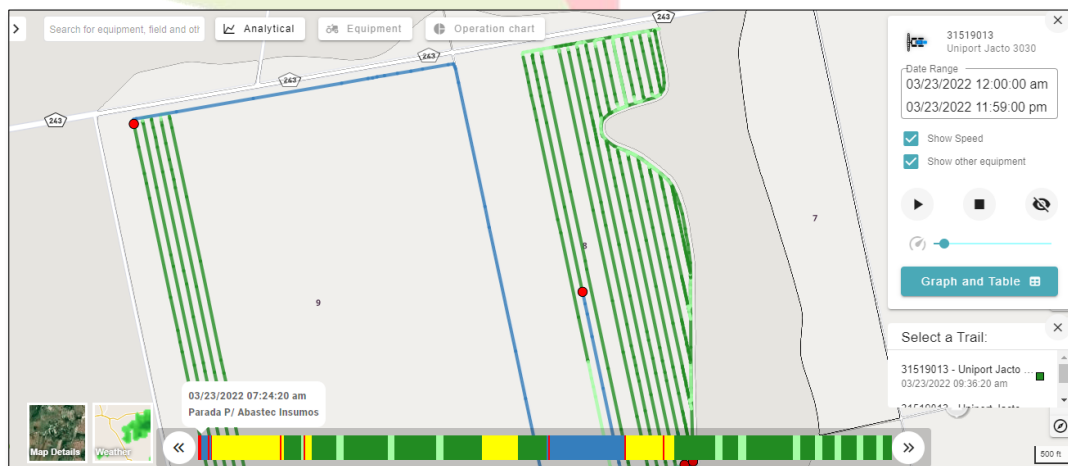 Search for equipment, field and oth
Analytical
Equipment
Operation chart
243
243
243
243
31519013
Uniport Jacto 3030
Date Range
03/23/2022 12:00:00 am
03/23/2022 11:59:00 pm
Show Speed
Show other equipment
7
8
9
Graph and Table
Select a Trail:
31519013 - Uniport Jacto ...
03/23/2022 09:36:20 am
31519013 - Uniport Jacto
03/23/2022 07:24:20 am
Parada P/ Abastec Insumos
Map Details
Weather
500 ft